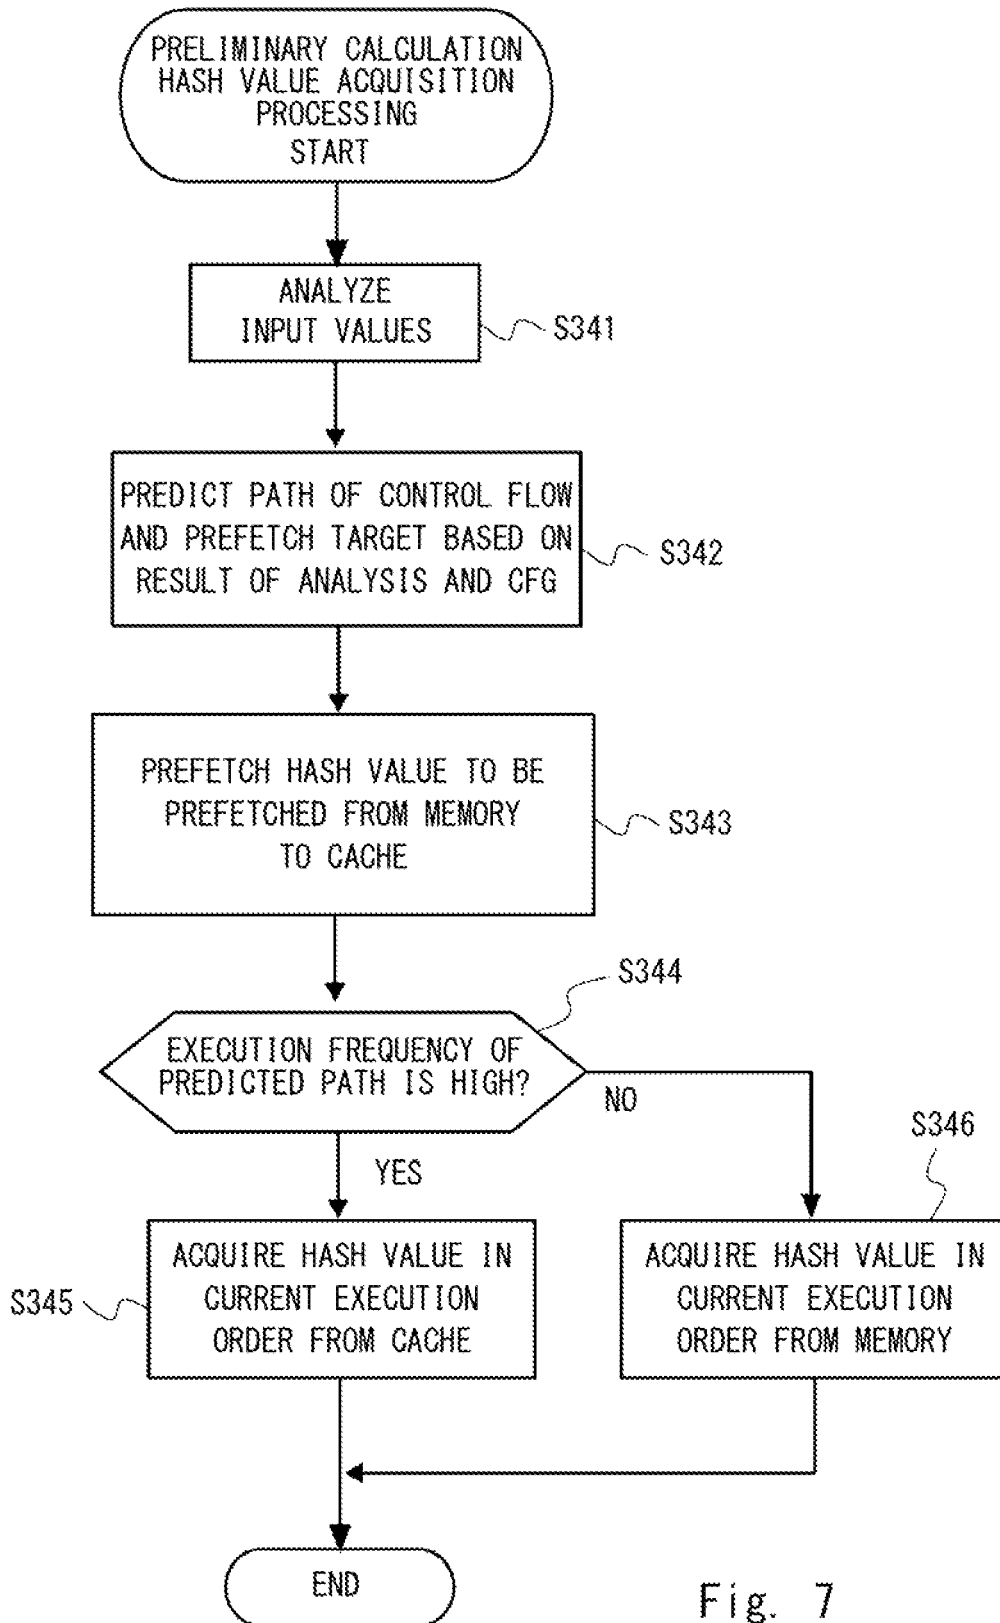 PRELIMINARY CALCULATION
HASH VALUE ACQUISITION
PROCESSING
START
ANALYZE
INPUT VALUES
S341
PREDICT PATH OF CONTROL FLOW
AND PREFETCH TARGET BASED ON
RESULT OF ANALYSIS AND CFG
S342
PREFETCH HASH VALUE TO BE
PREFETCHED FROM MEMORY
TO CACHE
S343
S344
EXECUTION FREQUENCY OF
PREDICTED PATH IS HIGH?
NO
YES
S346
ACQUIRE HASH VALUE IN
CURRENT EXECUTION
ORDER FROM CACHE
S345
ACQUIRE HASH VALUE IN
CURRENT EXECUTION
ORDER FROM MEMORY
END
Fig. 7